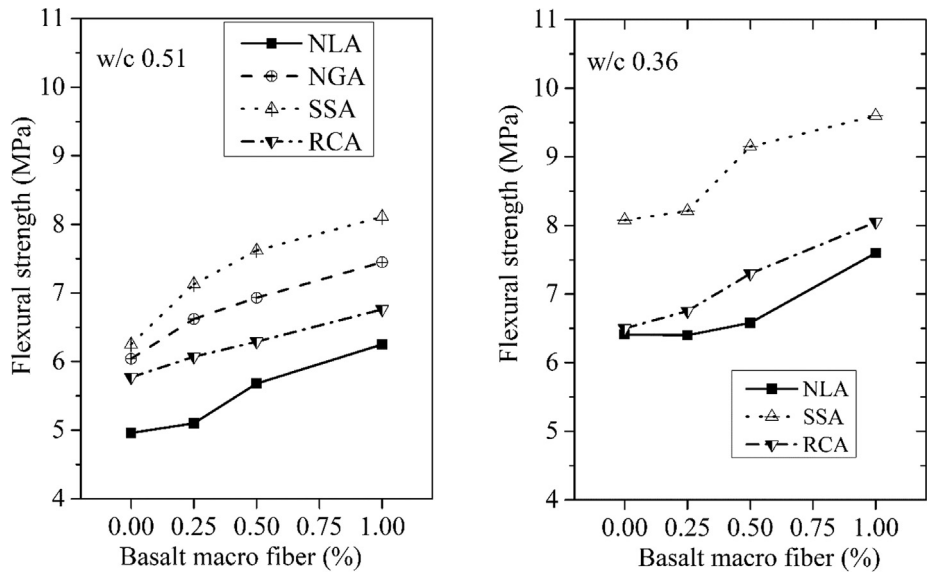 w/c 0.51
NLA
NGA
SSA
RCA
Flexural strength (MPa)
11
10
9
8
7
6
5
4
0.00 0.25 0.50 0.75 1.00
Basalt macro fiber (%)
w/c 0.36
NLA
SSA
RCA
Flexural strength (MPa)
11
10
9
8
7
6
5
4
0.00 0.25 0.50 0.75 1.00
Basalt macro fiber (%)